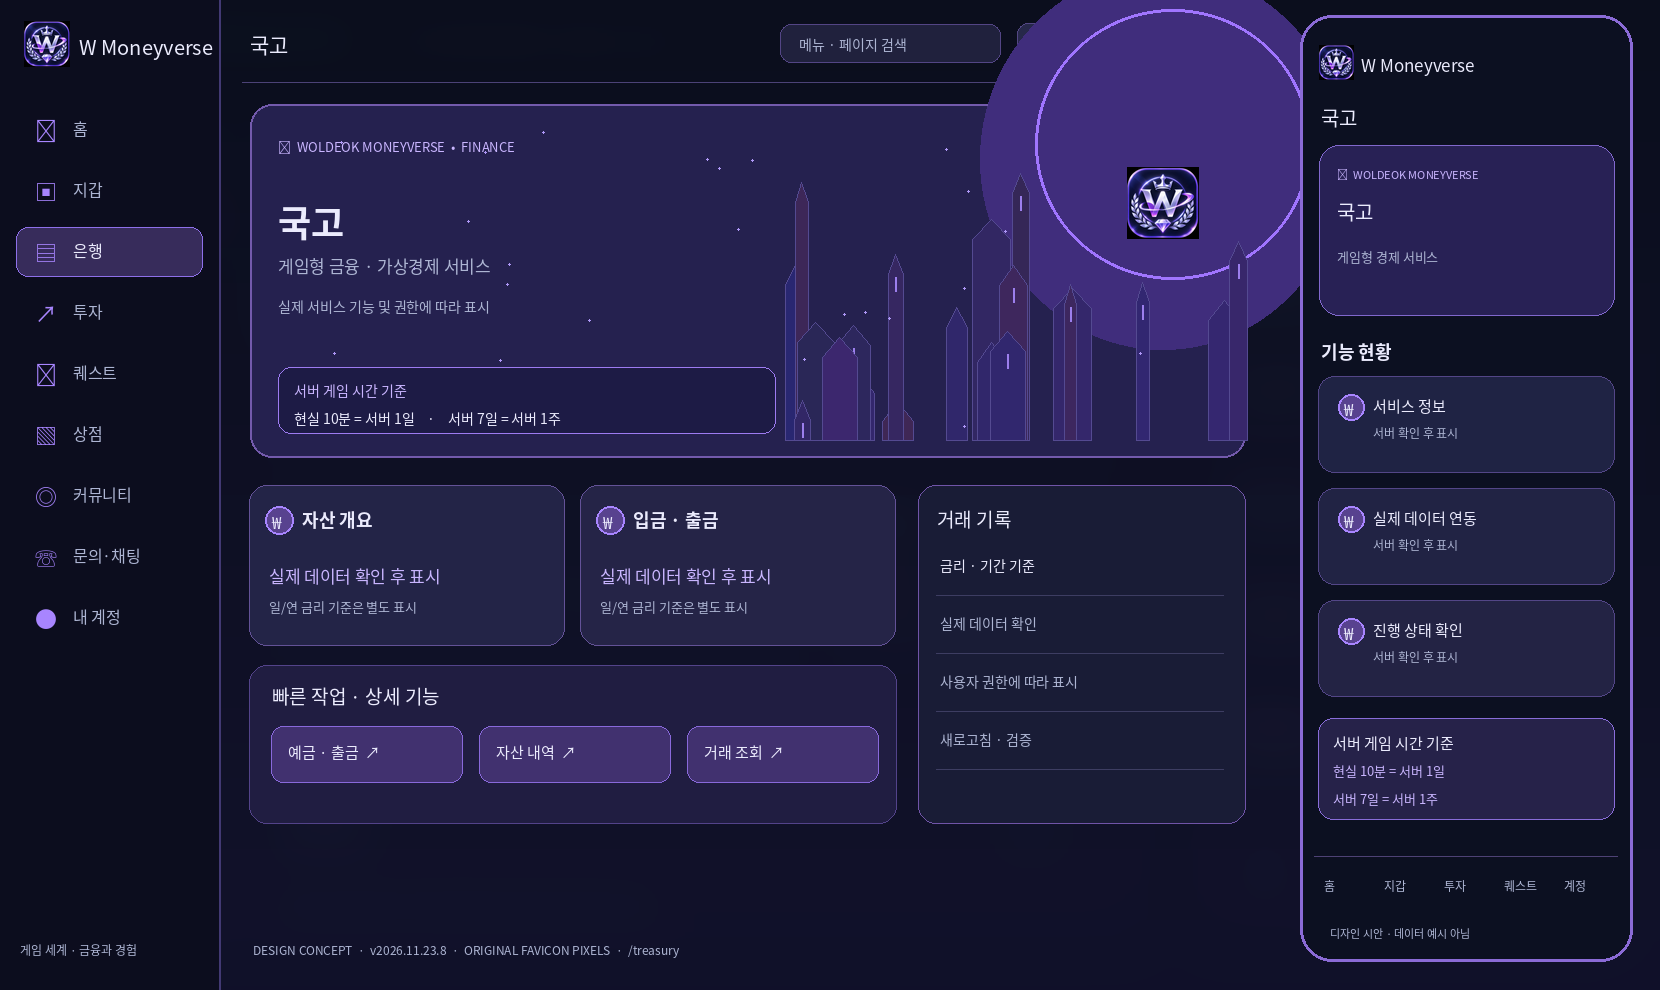 W Moneyverse
홈
지갑
은행
투자
퀘스트
상점
커뮤니티
문의·채팅
내 계정
게임 세계 · 금융과 경험
국고
메뉴 · 페이지 검색
WOLDEOK MONEYVERSE • FINANCE
국고
게임형 금융 · 가상경제 서비스
실제 서비스 기능 및 권한에 따라 표시
서버 게임 시간 기준
현실 10분 = 서버 1일 · 서버 7일 = 서버 1주
₩ 자산 개요
실제 데이터 확인 후 표시
일/연 금리 기준은 별도 표시
₩ 입금 · 출금
실제 데이터 확인 후 표시
일/연 금리 기준은 별도 표시
거래 기록
금리 · 기간 기준
실제 데이터 확인
사용자 권한에 따라 표시
새로고침 · 검증
빠른 작업 · 상세 기능
예금 · 출금 ↗
자산 내역 ↗
거래 조회 ↗
DESIGN CONCEPT · v2026.11.23.8 · ORIGINAL FAVICON PIXELS · /treasury
W Moneyverse
국고
WOLDEOK MONEYVERSE
국고
게임형 경제 서비스
기능 현황
₩ 서비스 정보
서버 확인 후 표시
₩ 실제 데이터 연동
서버 확인 후 표시
₩ 진행 상태 확인
서버 확인 후 표시
서버 게임 시간 기준
현실 10분 = 서버 1일
서버 7일 = 서버 1주
홈 지갑 투자 퀘스트 계정
디자인 시안 · 데이터 예시 아님